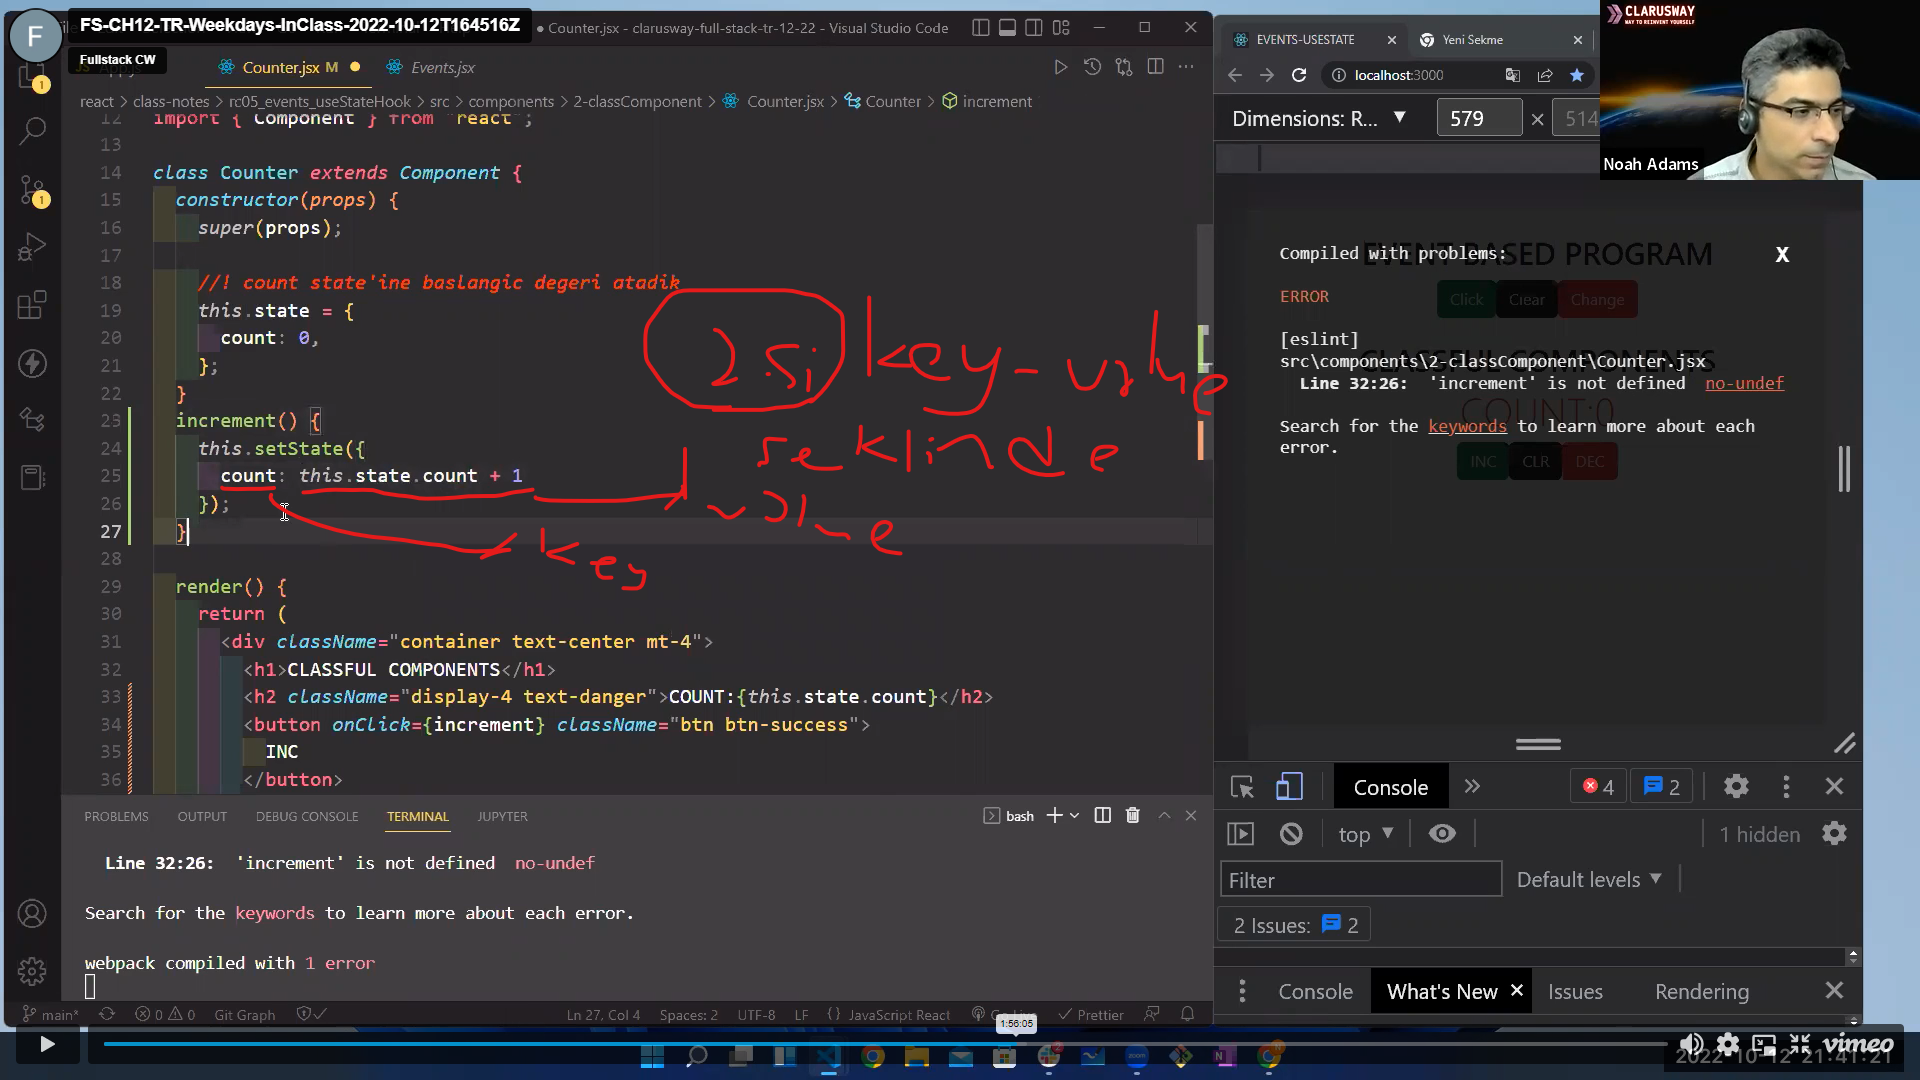 FS-CH12-TR-Weekdays-InClass-2022-10-12T164516Z
Counter.jsx - clarusway-full-stack-tr-12-22 - Visual Studio Code
F
Fullstack CW
Counter.jsx M
Events.jsx
react > class-notes > rc05_events_useStateHook > src > components > 2-classComponent > Counter.jsx > Counter > increment
12 import { Component } from "react";
13
14 class Counter extends Component {
15 constructor(props) {
16 super(props);
17
18 //! count state'ine baslangic degeri atadik
19 this.state = {
20 count: 0,
21 };
22 }
23 increment() {
24 this.setState({
25 count: this.state.count + 1
26 });
27 }
28
29 render() {
30 return (
31 <div className="container text-center mt-4">
32 <h1>CLASSFUL COMPONENTS</h1>
33 <h2 className="display-4 text-danger">COUNT:{this.state.count}</h2>
34 <button onClick={increment} className="btn btn-success">
35 INC
36 </button>
2.si key-value
seklinde
value
key
PROBLEMS OUTPUT DEBUG CONSOLE TERMINAL JUPYTER
bash
Line 32:26: 'increment' is not defined no-undef
Search for the keywords to learn more about each error.
webpack compiled with 1 error
main* 0 0 Git Graph Ln 27, Col 4 Spaces: 2 UTF-8 LF {} JavaScript React Go Live Prettier
1:56:05
EVENTS-USESTATE
Yeni Sekme
localhost:3000
Dimensions: R... 579 × 514
CLARUSWAY
WAY TO REINVENT YOURSELF
Noah Adams
EVENT BASED PROGRAM
Compiled with problems: X
Click Clear Change
ERROR
[eslint]
CLASSFUL COMPONENTS
src\components\2-classComponent\Counter.jsx
Line 32:26: 'increment' is not defined no-undef
COUNT:0
Search for the keywords to learn more about each
error.
INC CLR DEC
Console 4 2
top 1 hidden
Filter Default levels
2 Issues: 2
Console What's New Issues Rendering
vimeo
2022-10-12 21:41:21